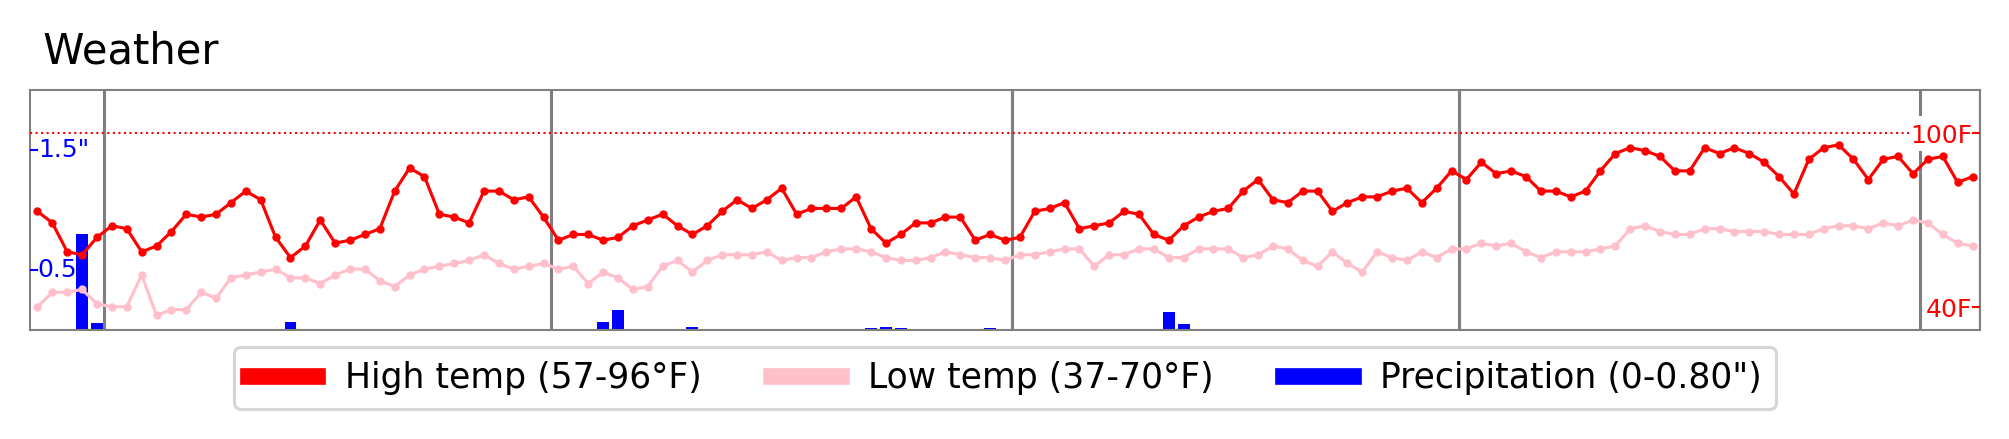 Weather
1.5"
100F
0.5
40F
High temp (57-96°F) Low temp (37-70°F) Precipitation (0-0.80")